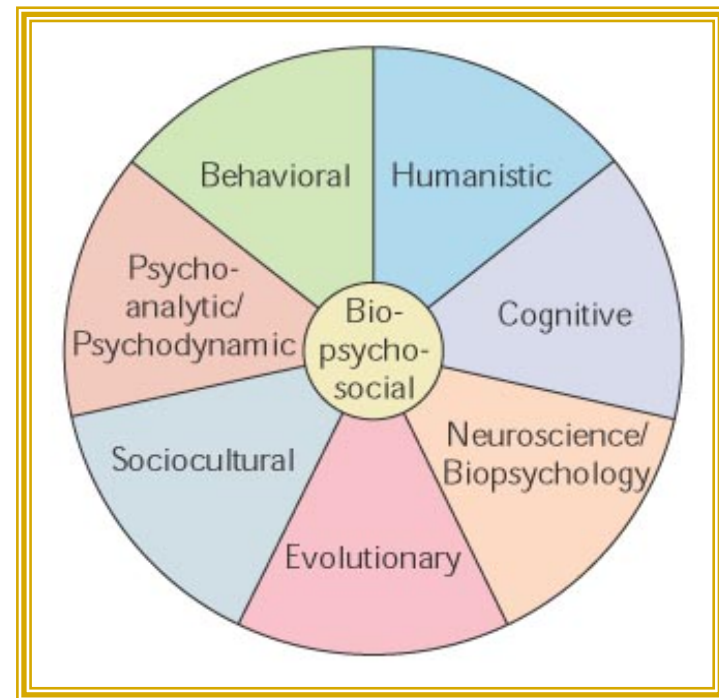 Behavioral
Humanistic
Psycho-
analytic/
Psychodynamic
Bio-
psycho-
social
Cognitive
Sociocultural
Neuroscience/
Biopsychology
Evolutionary